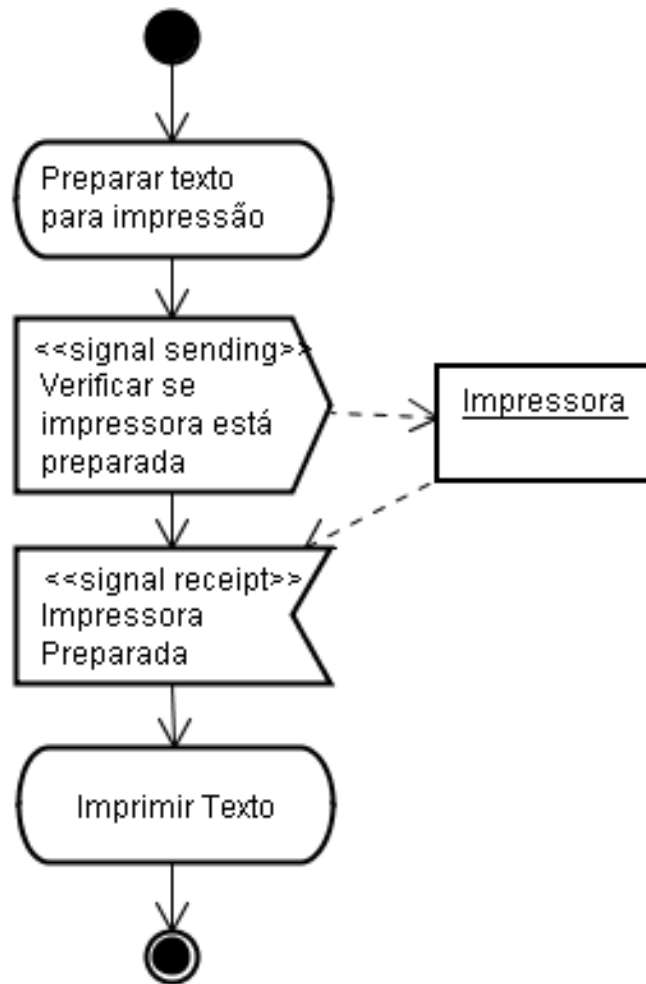 Preparar texto
para impressão
<<signal sending>>
Verificar se
impressora está
preparada
Impressora
<<signal receipt>>
Impressora
Preparada
Imprimir Texto